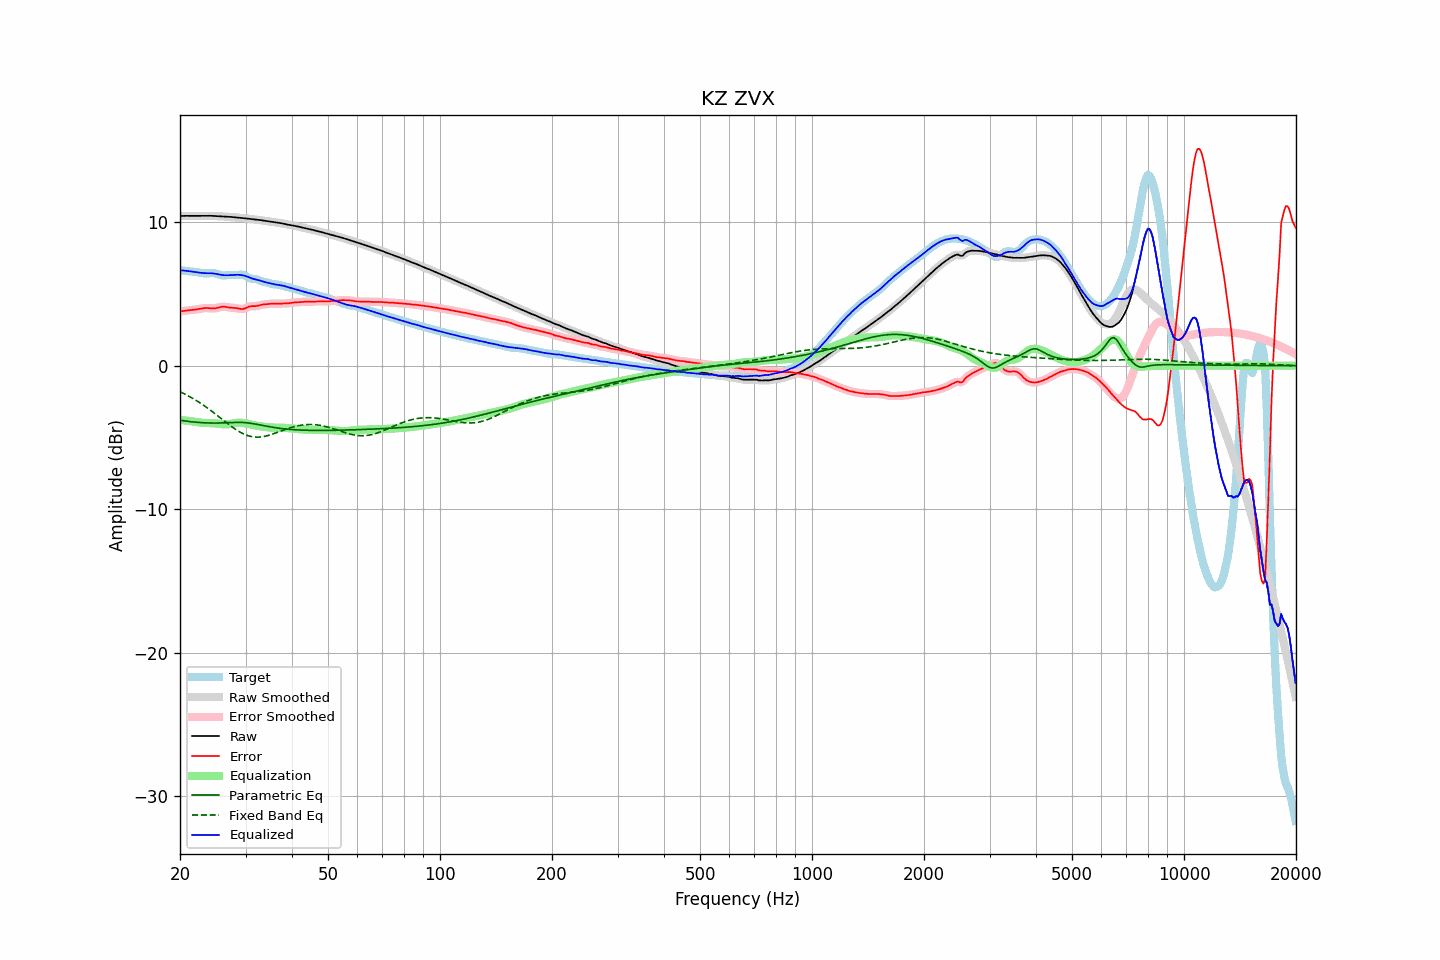 KZ ZVX
Amplitude (dBr)
10
0
−10
−20
−30
Target
Raw Smoothed
Error Smoothed
Raw
Error
Equalization
Parametric Eq
Fixed Band Eq
Equalized
20 50 100 200 500 1000 2000 5000 10000 20000
Frequency (Hz)